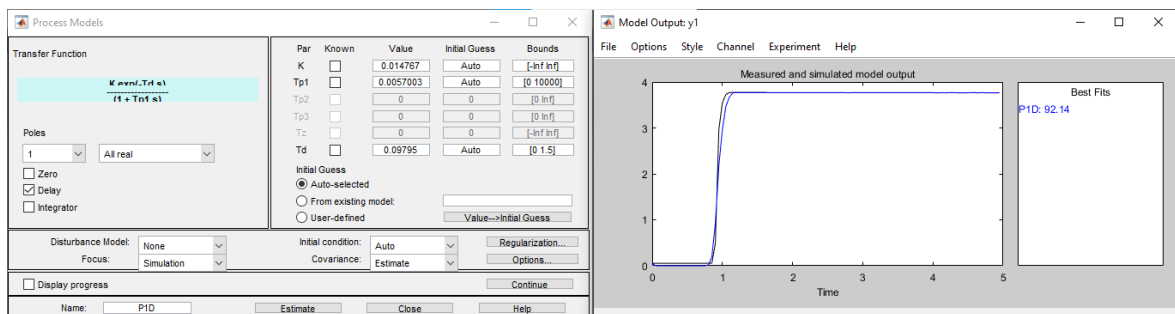 Process Models
Transfer Function
K exp(-Td s)
(1 + Tp1 s)
Poles
1 All real
Zero
Delay
Integrator
Par Known Value Initial Guess Bounds
K 0.014767 Auto [-Inf Inf]
Tp1 0.0057003 Auto [0 10000]
Tp2 0 0 [0 Inf]
Tp3 0 0 [0 Inf]
Tz 0 0 [-Inf Inf]
Td 0.09795 Auto [0 1.5]
Initial Guess
Auto-selected
From existing model:
User-defined Value-->Initial Guess
Disturbance Model: None Initial condition: Auto Regularization...
Focus: Simulation Covariance: Estimate Options...
Display progress Continue
Name: P1D Estimate Close Help
Model Output: y1
File Options Style Channel Experiment Help
Measured and simulated model output
4
3
2
1
0
0 1 2 3 4 5
Time
Best Fits
P1D: 92.14